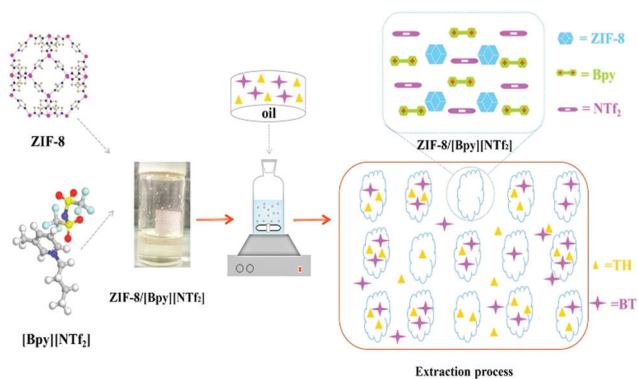 ZIF-8
[Bpy][NTf₂]
ZIF-8/[Bpy][NTf₂]
oil
= ZIF-8
= Bpy
= NTf₂
ZIF-8/[Bpy][NTf₂]
=TH
=BT
Extraction process